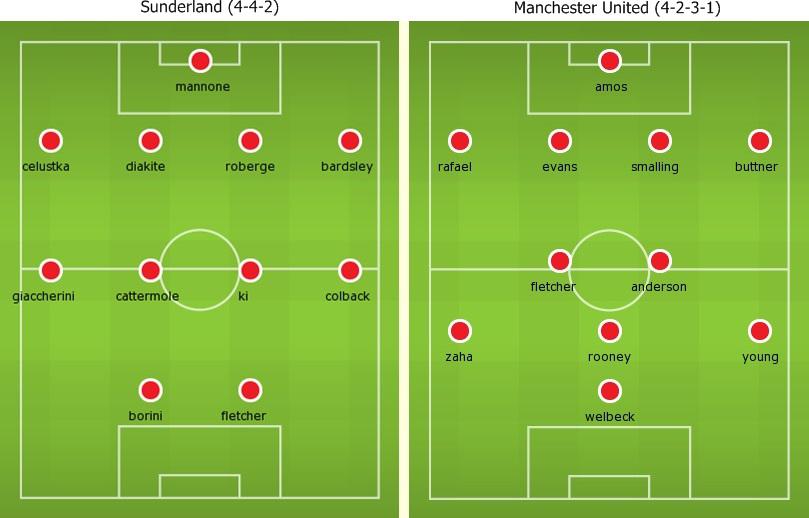 Sunderland (4-4-2)
mannone
celustka diakite roberge bardsley
giaccherini cattermole ki colback
borini fletcher
Manchester United (4-2-3-1)
amos
rafael evans smalling buttner
fletcher anderson
zaha rooney young
welbeck